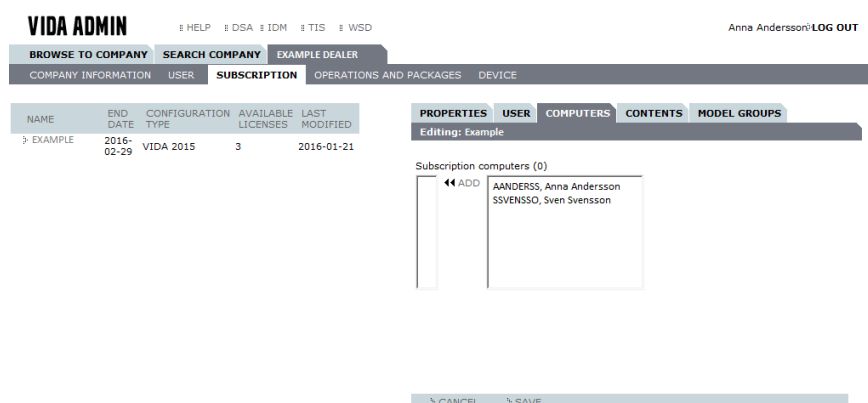 VIDA ADMIN
HELP DSA IDM TIS WSD
Anna Andersson LOG OUT
BROWSE TO COMPANY SEARCH COMPANY EXAMPLE DEALER
COMPANY INFORMATION USER SUBSCRIPTION OPERATIONS AND PACKAGES DEVICE
NAME END DATE CONFIGURATION TYPE AVAILABLE LICENSES LAST MODIFIED
EXAMPLE 2016-02-29 VIDA 2015 3 2016-01-21
PROPERTIES USER COMPUTERS CONTENTS MODEL GROUPS
Editing: Example
Subscription computers (0)
ADD
AANDERSS, Anna Andersson
SSVENSSO, Sven Svensson
CANCEL SAVE